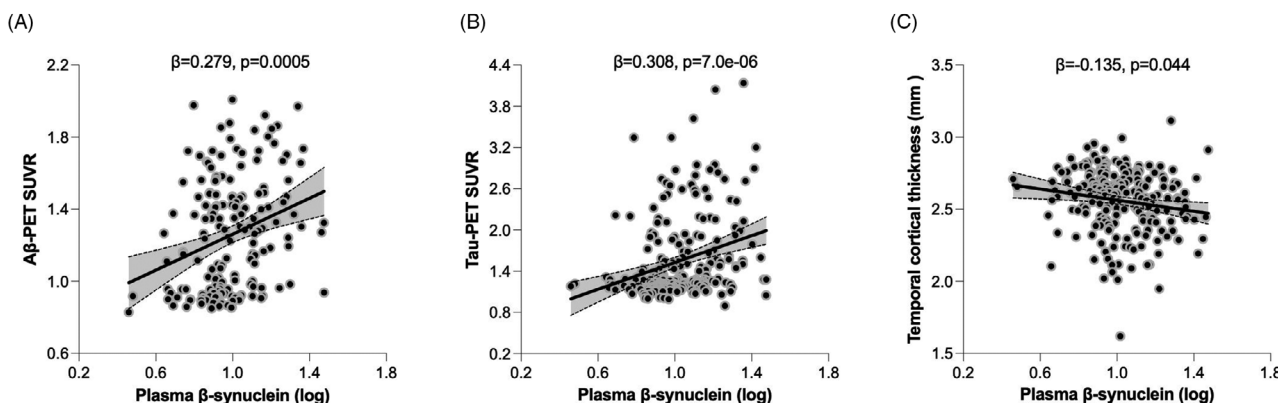 (A)
β=0.279, p=0.0005
Aβ-PET SUVR
2.2
1.8
1.4
1.0
0.6
0.2
0.6
1.0
1.4
1.8
Plasma β-synuclein (log)
(B)
β=0.308, p=7.0e-06
Tau-PET SUVR
4.4
3.8
3.2
2.6
2.0
1.4
0.8
0.2
0.2
0.6
1.0
1.4
1.8
Plasma β-synuclein (log)
(C)
β=-0.135, p=0.044
Temporal cortical thickness (mm )
3.5
3.0
2.5
2.0
1.5
0.2
0.6
1.0
1.4
1.8
Plasma β-synuclein (log)